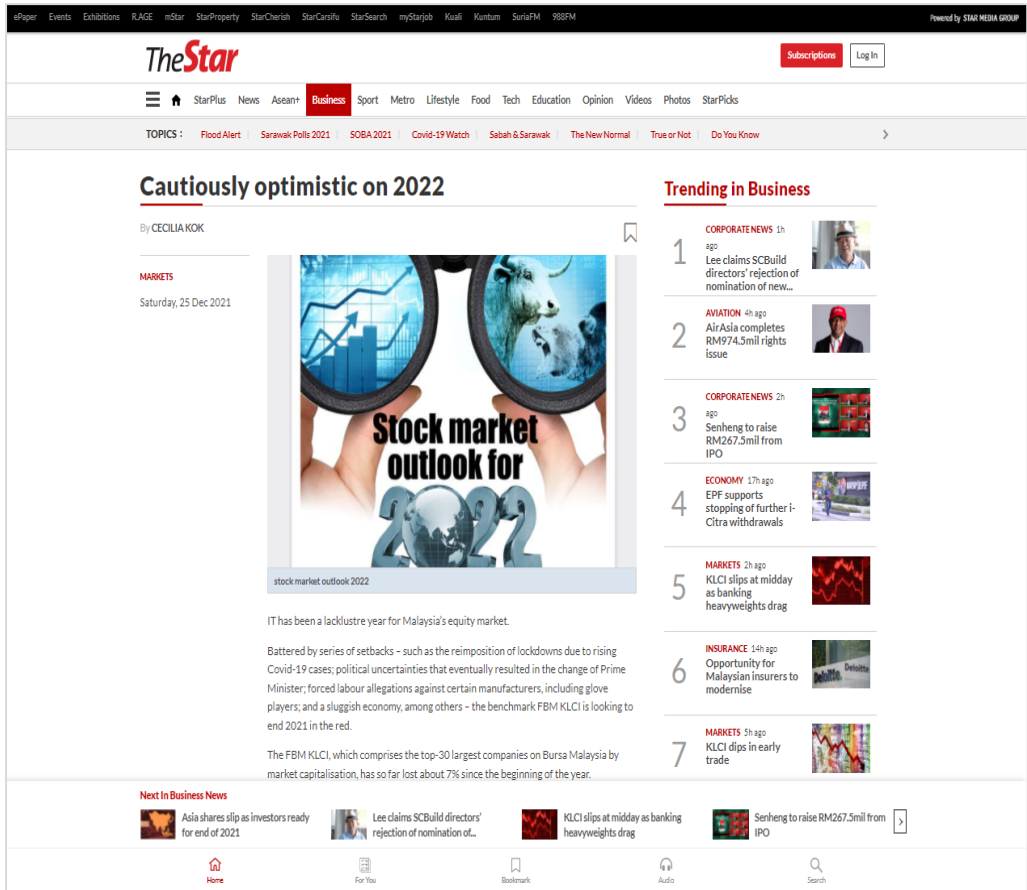 ePaper Events Exhibitions R.AGE mStar StarProperty StarCherish StarCarsifu StarSearch myStarjob Kuali Kuntum SuriaFM 988FM
Powered by STAR MEDIA GROUP
TheStar
Subscriptions
Log In
StarPlus News Asean+ Business Sport Metro Lifestyle Food Tech Education Opinion Videos Photos StarPicks
TOPICS : Flood Alert Sarawak Polls 2021 SOBA 2021 Covid-19 Watch Sabah & Sarawak The New Normal True or Not Do You Know
Cautiously optimistic on 2022
By CECILIA KOK
MARKETS
Saturday, 25 Dec 2021
Stock market
outlook for
2022
stock market outlook 2022
IT has been a lacklustre year for Malaysia's equity market.
Battered by series of setbacks – such as the reimposition of lockdowns due to rising
Covid-19 cases; political uncertainties that eventually resulted in the change of Prime
Minister; forced labour allegations against certain manufacturers, including glove
players; and a sluggish economy, among others – the benchmark FBM KLCI is looking to
end 2021 in the red.
The FBM KLCI, which comprises the top-30 largest companies on Bursa Malaysia by
market capitalisation, has so far lost about 7% since the beginning of the year.
Trending in Business
1
CORPORATE NEWS 1h
ago
Lee claims SCBuild
directors' rejection of
nomination of new...
2
AVIATION 4h ago
AirAsia completes
RM974.5mil rights
issue
3
CORPORATE NEWS 2h
ago
Senheng to raise
RM267.5mil from
IPO
4
ECONOMY 17h ago
EPF supports
stopping of further i-
Citra withdrawals
5
MARKETS 2h ago
KLCI slips at midday
as banking
heavyweights drag
6
INSURANCE 14h ago
Opportunity for
Malaysian insurers to
modernise
Deloitte
Deloitte.
7
MARKETS 5h ago
KLCI dips in early
trade
Next In Business News
Asia shares slip as investors ready
for end of 2021
Lee claims SCBuild directors'
rejection of nomination of...
KLCI slips at midday as banking
heavyweights drag
Senheng to raise RM267.5mil from
IPO
Home
For You
Bookmark
Audio
Search